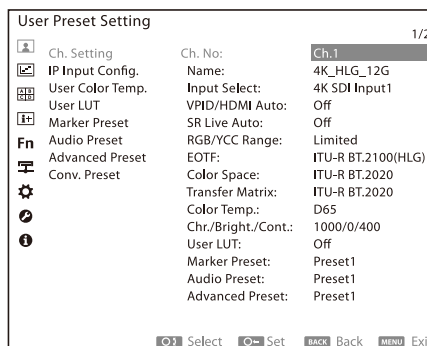 User Preset Setting
1/2
Ch. Setting Ch. No: Ch.1
IP Input Config. Name: 4K_HLG_12G
User Color Temp. Input Select: 4K SDI Input1
User LUT VPID/HDMI Auto: Off
Marker Preset SR Live Auto: Off
Fn Audio Preset RGB/YCC Range: Limited
Advanced Preset EOTF: ITU-R BT.2100(HLG)
Conv. Preset Color Space: ITU-R BT.2020
Transfer Matrix: ITU-R BT.2020
Color Temp.: D65
Chr./Bright./Cont.: 1000/0/400
User LUT: Off
Marker Preset: Preset1
Audio Preset: Preset1
Advanced Preset: Preset1
Select Set BACK Back MENU Exi